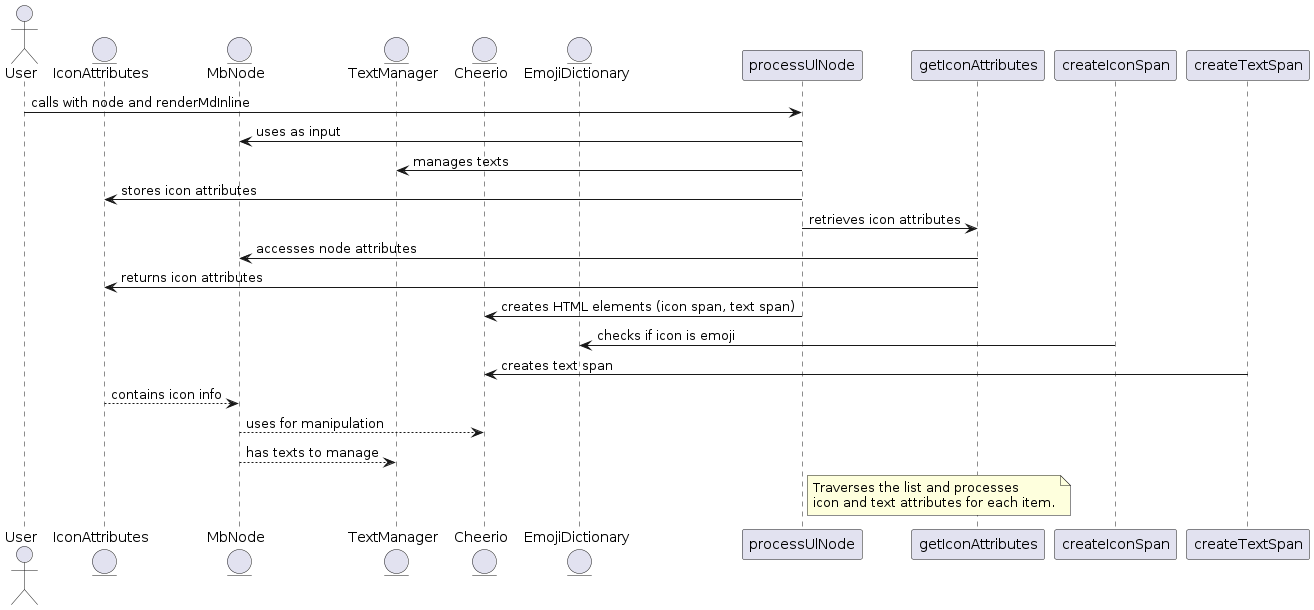 User IconAttributes MbNode TextManager Cheerio EmojiDictionary processUlNode getIconAttributes createIconSpan createTextSpan
calls with node and renderMdInline
uses as input
manages texts
stores icon attributes
retrieves icon attributes
accesses node attributes
returns icon attributes
creates HTML elements (icon span, text span)
checks if icon is emoji
creates text span
contains icon info
uses for manipulation
has texts to manage
Traverses the list and processes
icon and text attributes for each item.
User IconAttributes MbNode TextManager Cheerio EmojiDictionary processUlNode getIconAttributes createIconSpan createTextSpan